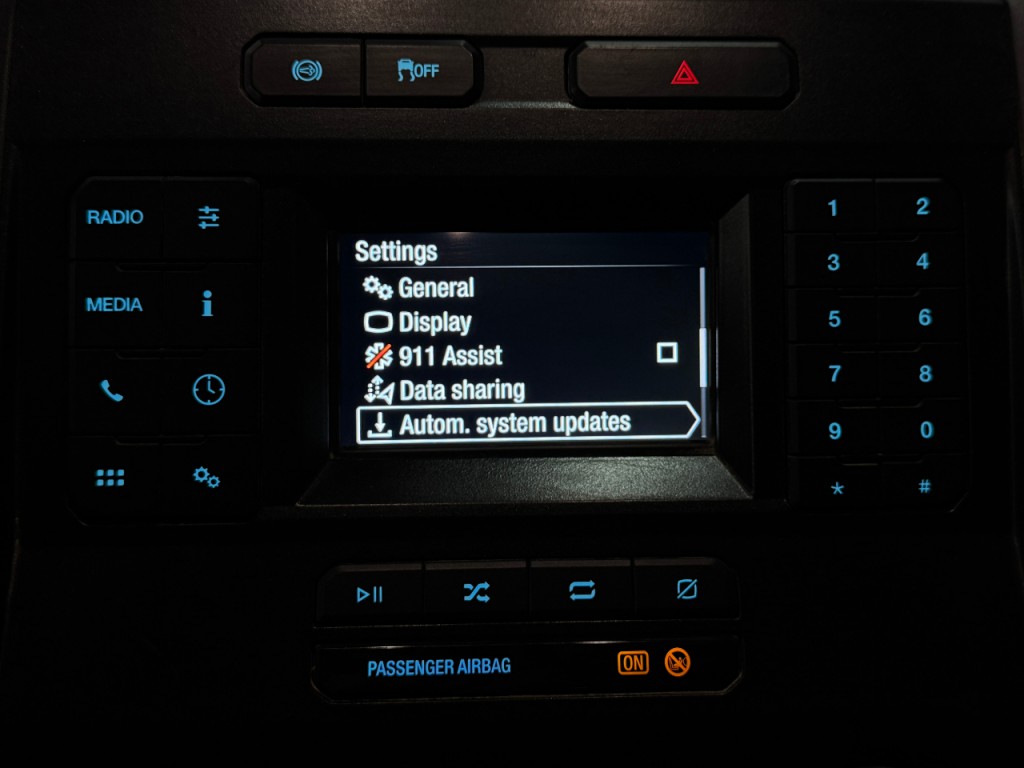 OFF
RADIO
MEDIA
Settings
General
Display
911 Assist
Data sharing
Autom. system updates
1 2
3 4
5 6
7 8
9 0
* #
PASSENGER AIRBAG ON